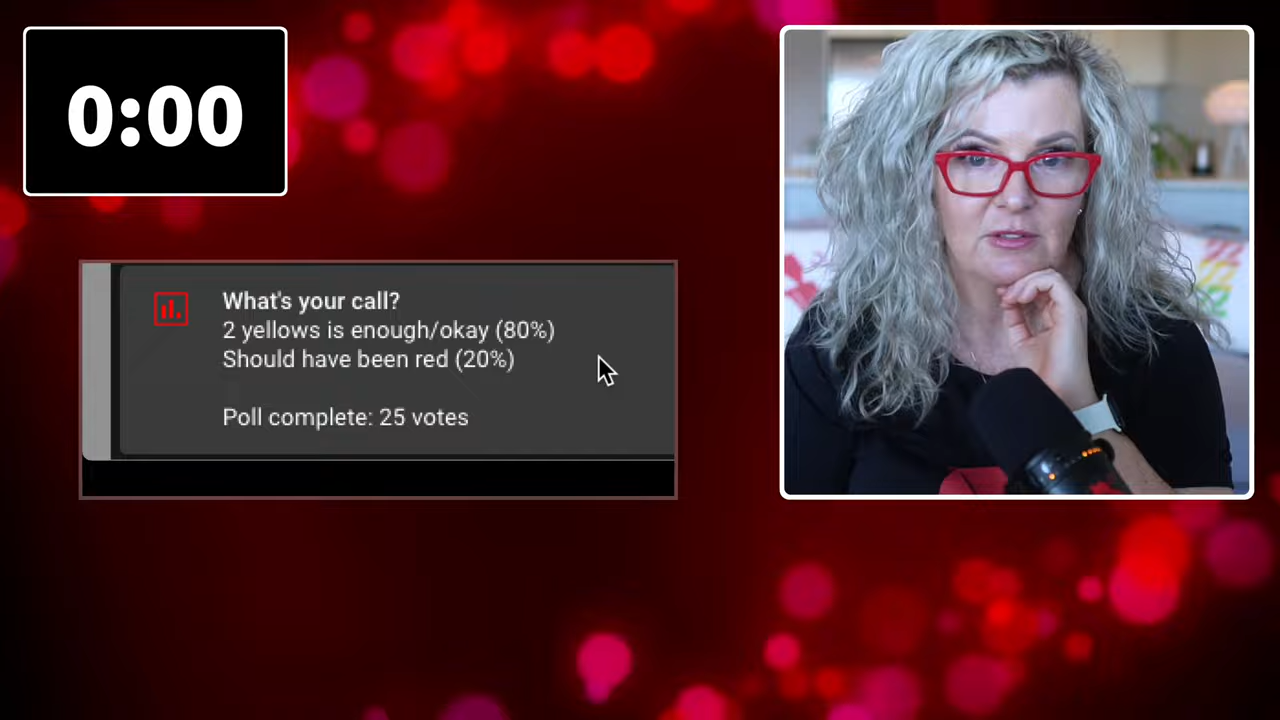 0:00
What's your call?
2 yellows is enough/okay (80%)
Should have been red (20%)
Poll complete: 25 votes